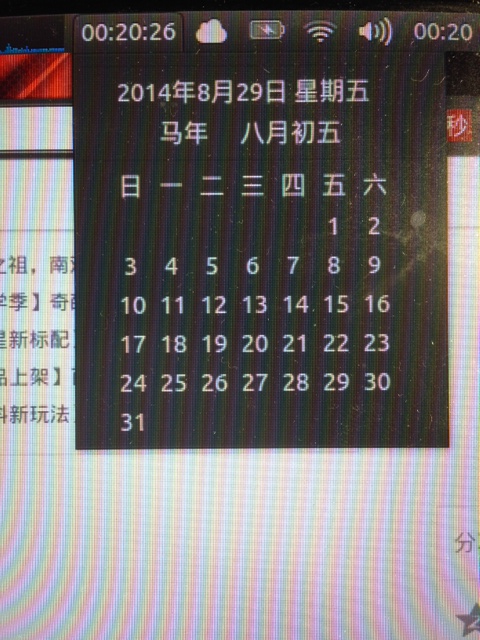 00:20:26 00:20
2014年8月29日 星期五
马年 八月初五
秒
日 一 二 三 四 五 六
1 2
3 4 5 6 7 8 9
10 11 12 13 14 15 16
17 18 19 20 21 22 23
24 25 26 27 28 29 30
31
之祖，南
学季】奇
星新标配
品上架】
料新玩法
分